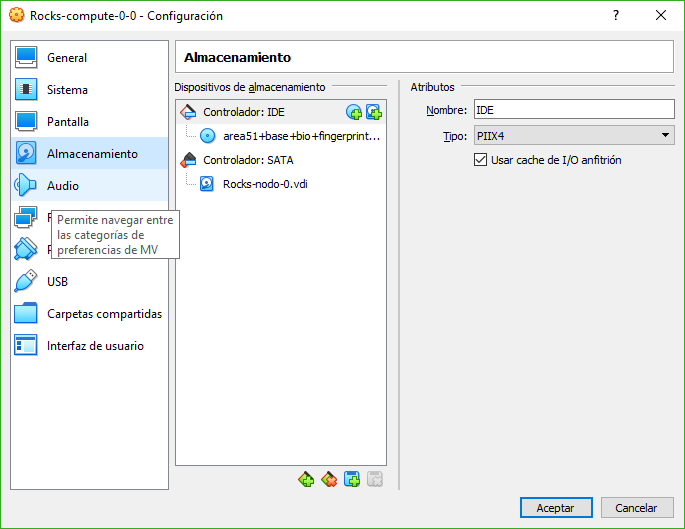 Rocks-compute-0-0 - Configuración
?
General
Sistema
Pantalla
Almacenamiento
Audio
Permite navegar entre
las categorías de
preferencias de MV
USB
Carpetas compartidas
Interfaz de usuario
Almacenamiento
Dispositivos de almacenamiento
Controlador: IDE
area51+base+bio+fingerprint...
Controlador: SATA
Rocks-nodo-0.vdi
Atributos
Nombre: IDE
Tipo: PIIX4
Usar cache de I/O anfitrión
Aceptar
Cancelar